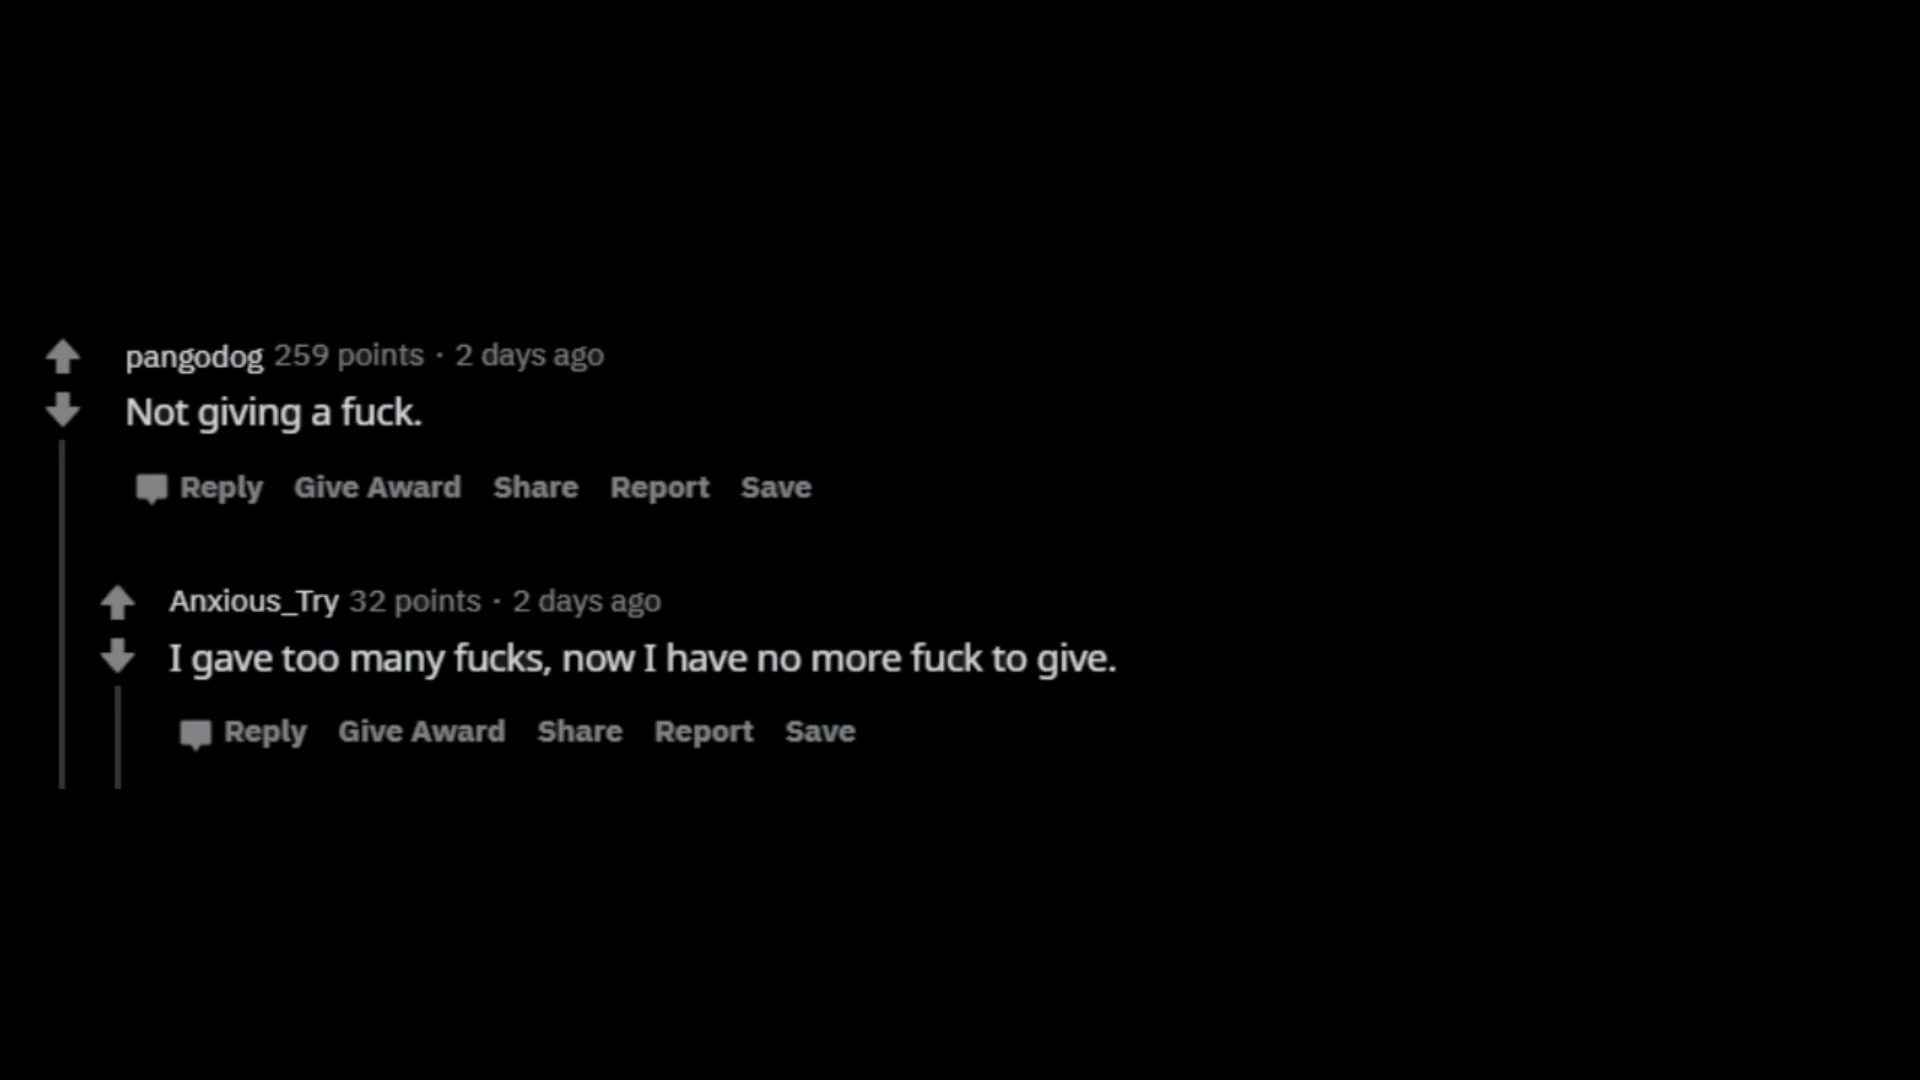 pangodog 259 points · 2 days ago
Not giving a fuck.
Reply Give Award Share Report Save
Anxious_Try 32 points · 2 days ago
I gave too many fucks, now I have no more fuck to give.
Reply Give Award Share Report Save